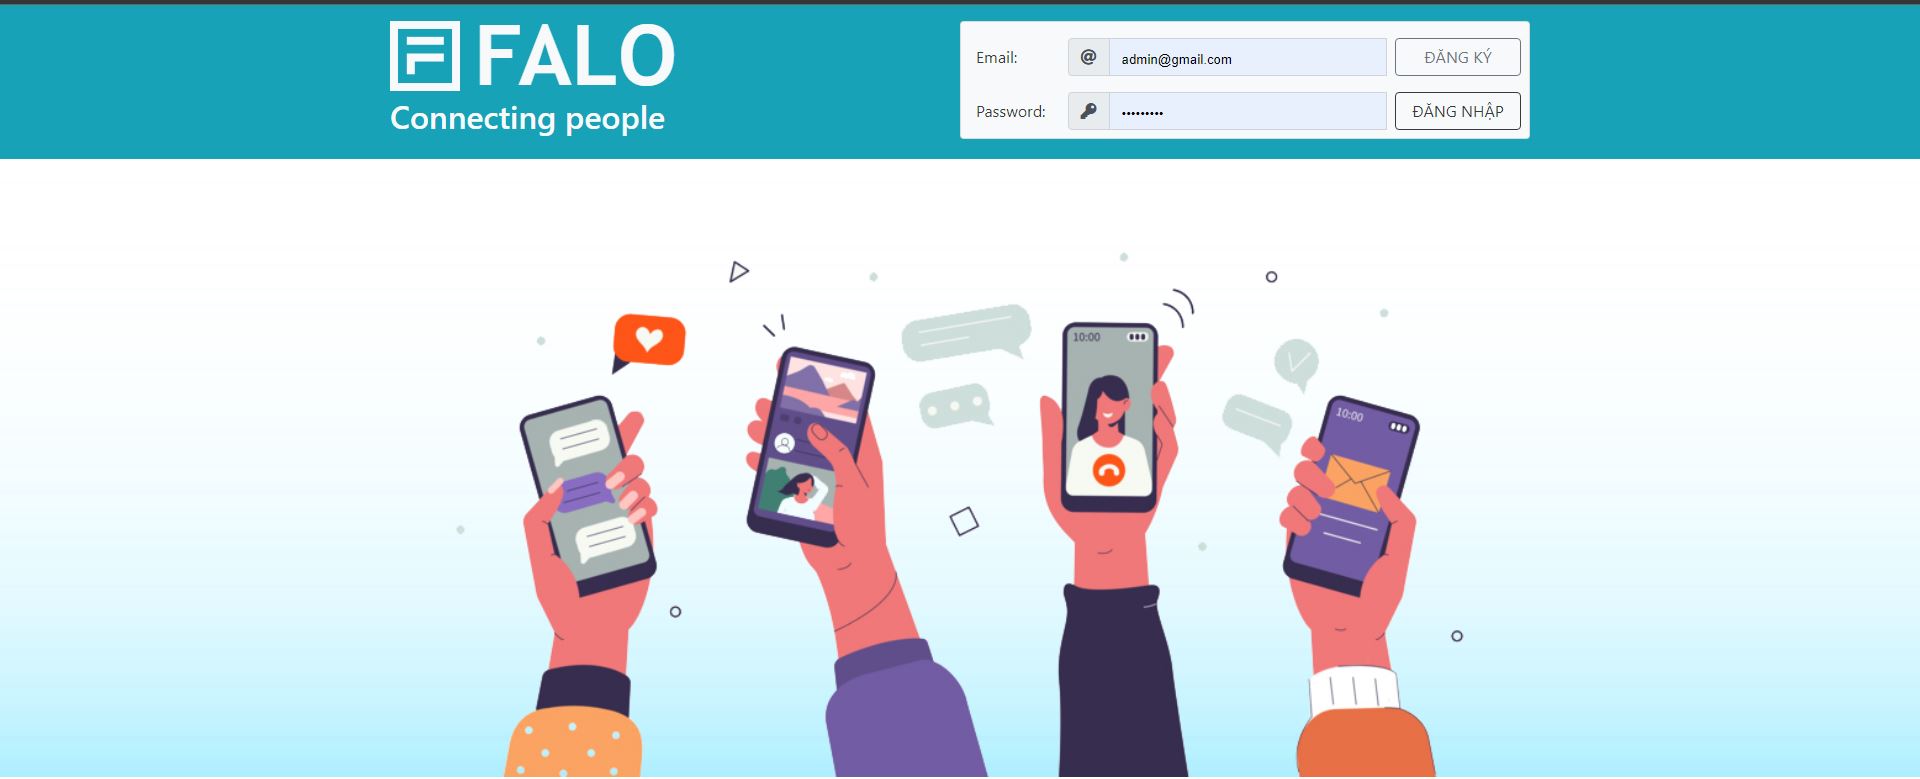 FALO
Connecting people
Email:
@
admin@gmail.com
ĐĂNG KÝ
Password:
•••••••••
ĐĂNG NHẬP
10:00
10:00